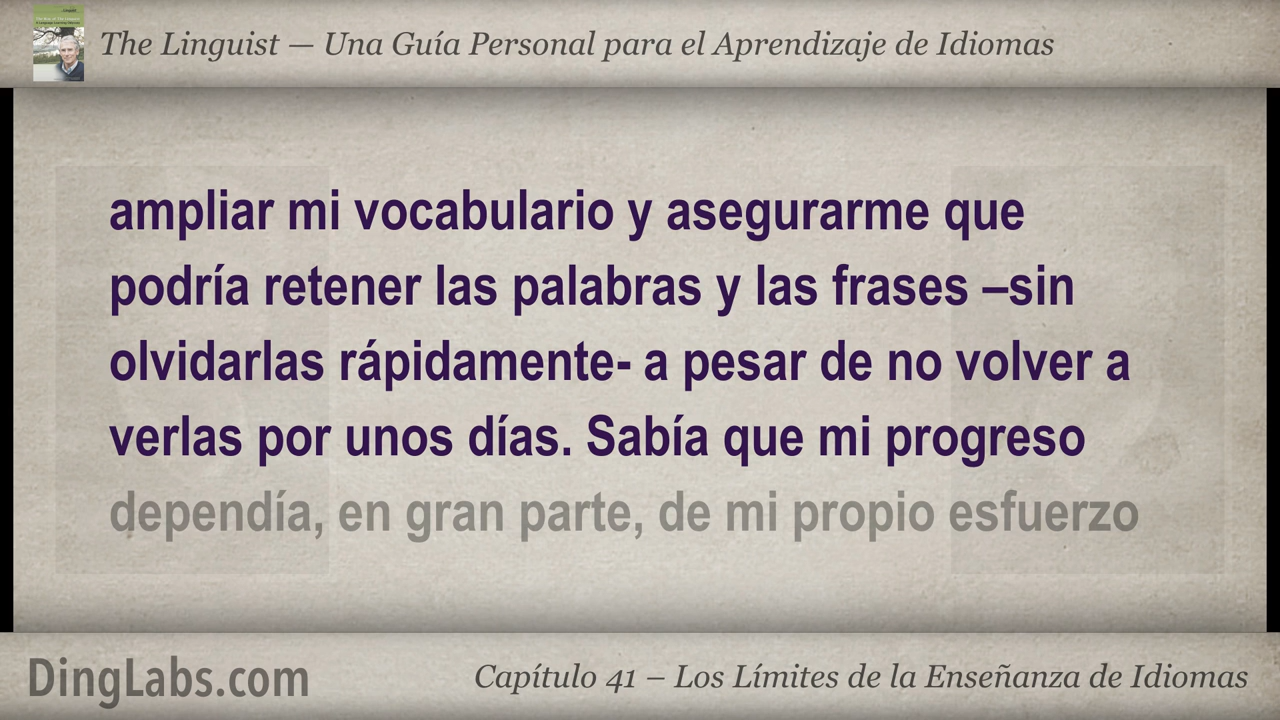 The Linguist — Una Guía Personal para el Aprendizaje de Idiomas
ampliar mi vocabulario y asegurarme que
podría retener las palabras y las frases –sin
olvidarlas rápidamente- a pesar de no volver a
verlas por unos días. Sabía que mi progreso
dependía, en gran parte, de mi propio esfuerzo
DingLabs.com
Capítulo 41 – Los Límites de la Enseñanza de Idiomas